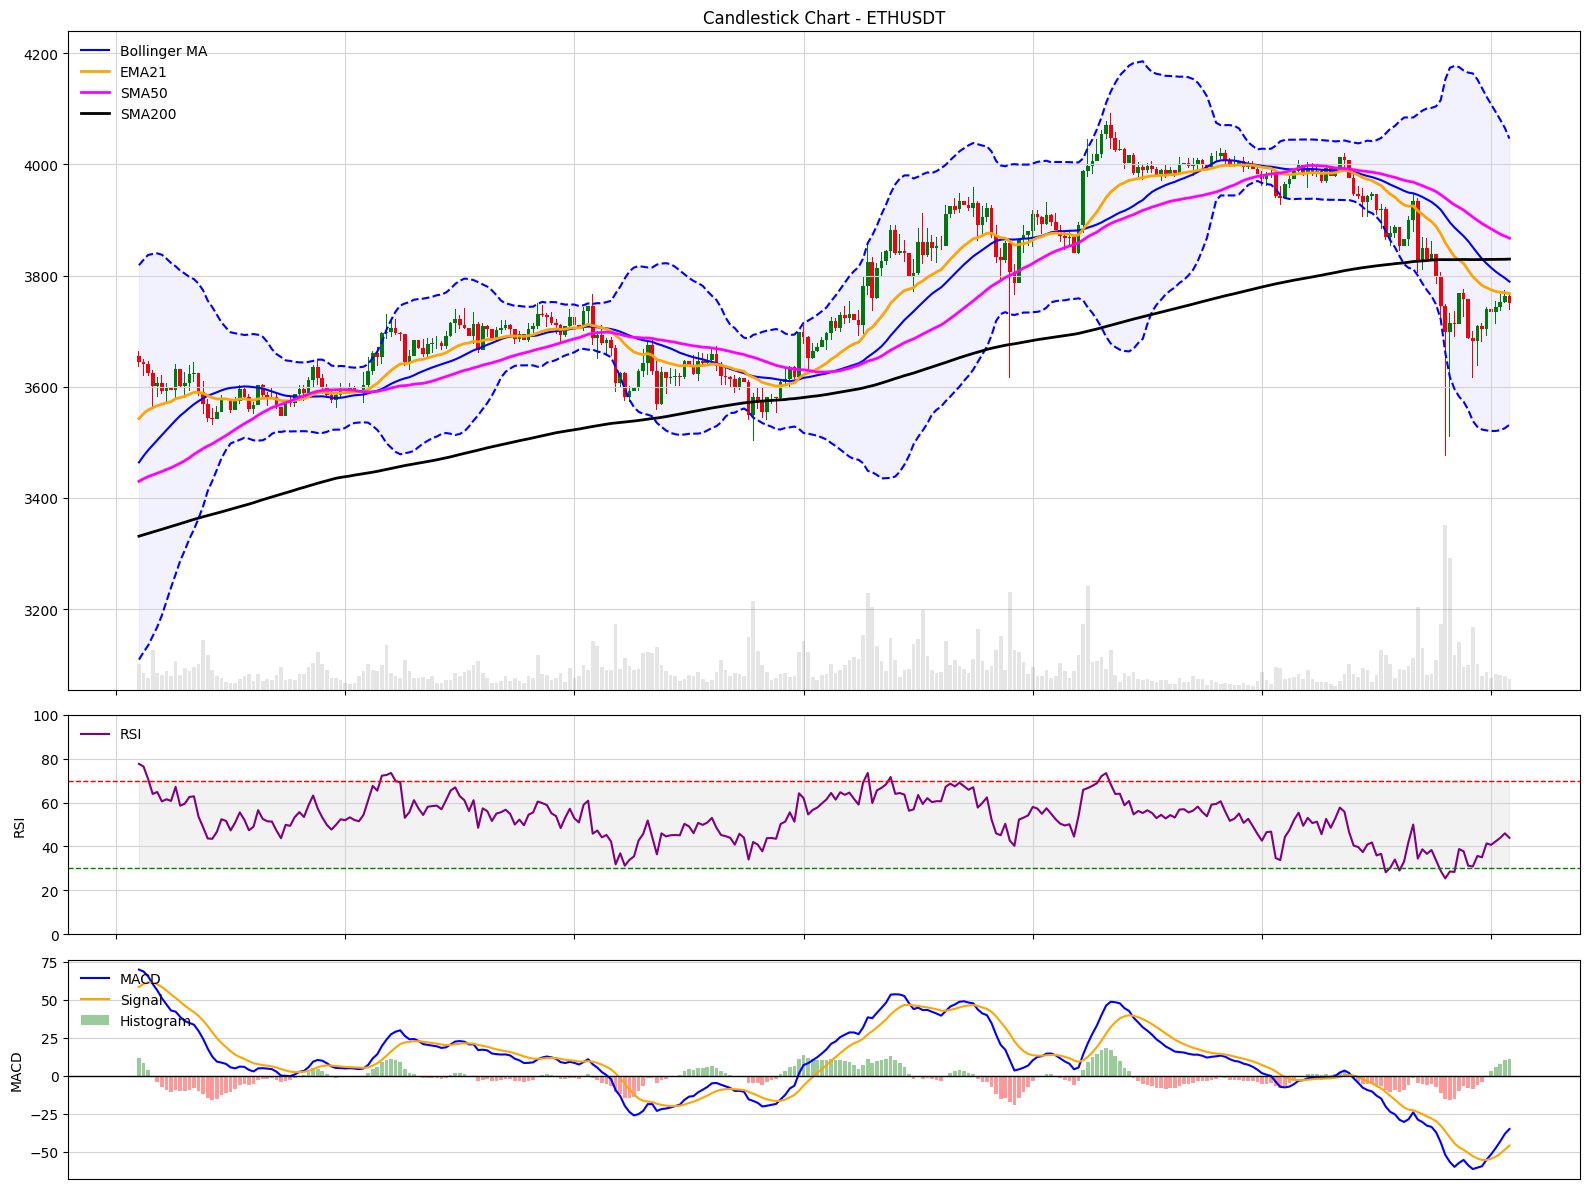 Candlestick Chart - ETHUSDT
Bollinger MA
EMA21
SMA50
SMA200
4200
4000
3800
3600
3400
3200
RSI
100
80
60
40
20
0
RSI
MACD
Signal
Histogram
75
50
25
0
−25
−50
MACD